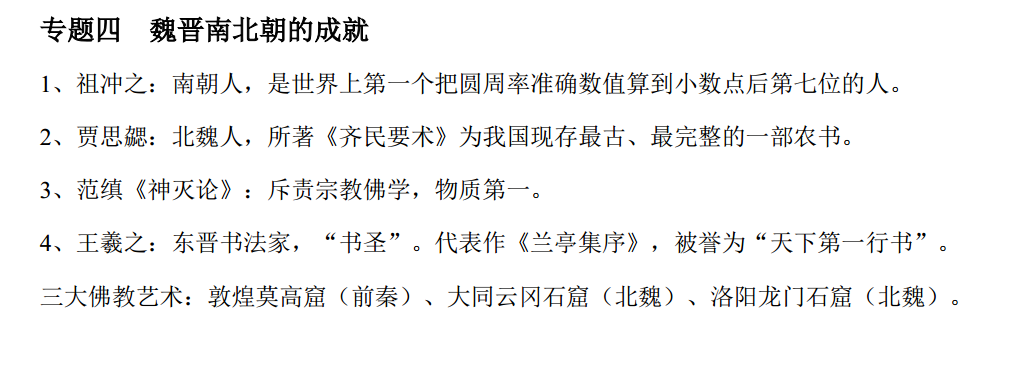 专题四　魏晋南北朝的成就
1、祖冲之：南朝人，是世界上第一个把圆周率准确数值算到小数点后第七位的人。
2、贾思勰：北魏人，所著《齐民要术》为我国现存最古、最完整的一部农书。
3、范缜《神灭论》：斥责宗教佛学，物质第一。
4、王羲之：东晋书法家，“书圣”。代表作《兰亭集序》，被誉为“天下第一行书”。
三大佛教艺术：敦煌莫高窟（前秦）、大同云冈石窟（北魏）、洛阳龙门石窟（北魏）。